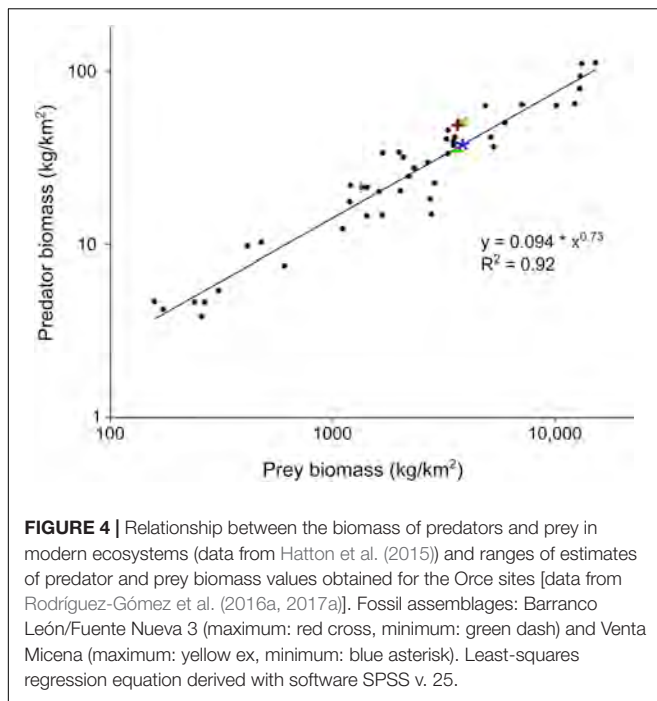 100
10
1
100
1000
10,000
Predator biomass (kg/km²)
Prey biomass (kg/km²)
y = 0.094 * x^0.73
R² = 0.92
FIGURE 4 | Relationship between the biomass of predators and prey in
modern ecosystems (data from Hatton et al. (2015)) and ranges of estimates
of predator and prey biomass values obtained for the Orce sites [data from
Rodríguez-Gómez et al. (2016a, 2017a)]. Fossil assemblages: Barranco
León/Fuente Nueva 3 (maximum: red cross, minimum: green dash) and Venta
Micena (maximum: yellow ex, minimum: blue asterisk). Least-squares
regression equation derived with software SPSS v. 25.